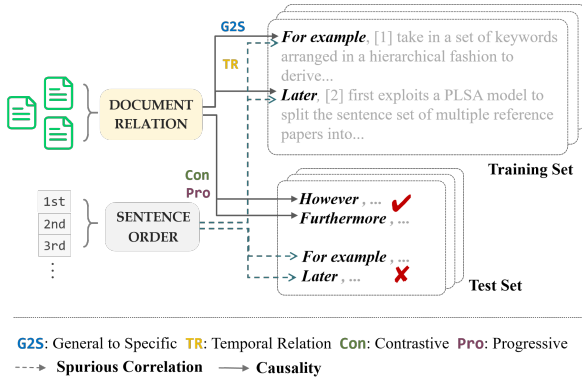 G2S
TR
For example, [1] take in a set of keywords
arranged in a hierarchical fashion to
derive...
Later, [2] first exploits a PLSA model to
split the sentence set of multiple reference
papers into...
Training Set
DOCUMENT
RELATION
Con
Pro
1st
2nd
3rd
⋮
SENTENCE
ORDER
However , ...
Furthermore , ...
For example , ...
Later , ...
Test Set
G2S: General to Specific TR: Temporal Relation Con: Contrastive Pro: Progressive
Spurious Correlation Causality